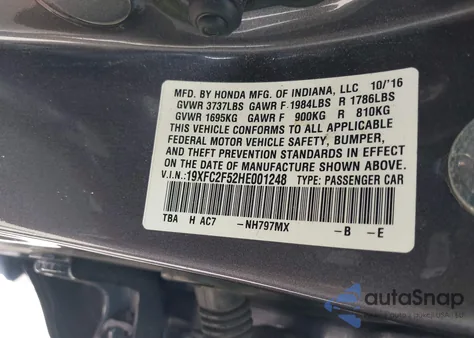 MFD. BY HONDA MFG. OF INDIANA, LLC 10/'16
GVWR 3737LBS GAWR F 1984LBS R 1786LBS
GVWR 1695KG GAWR F 900KG R 810KG
THIS VEHICLE CONFORMS TO ALL APPLICABLE
FEDERAL MOTOR VEHICLE SAFETY, BUMPER,
AND THEFT PREVENTION STANDARDS IN EFFECT
ON THE DATE OF MANUFACTURE SHOWN ABOVE.
V.I.N.:19XFC2F52HE001248 TYPE: PASSENGER CAR
TBA H AC7 -NH797MX -B -E
autoSnap